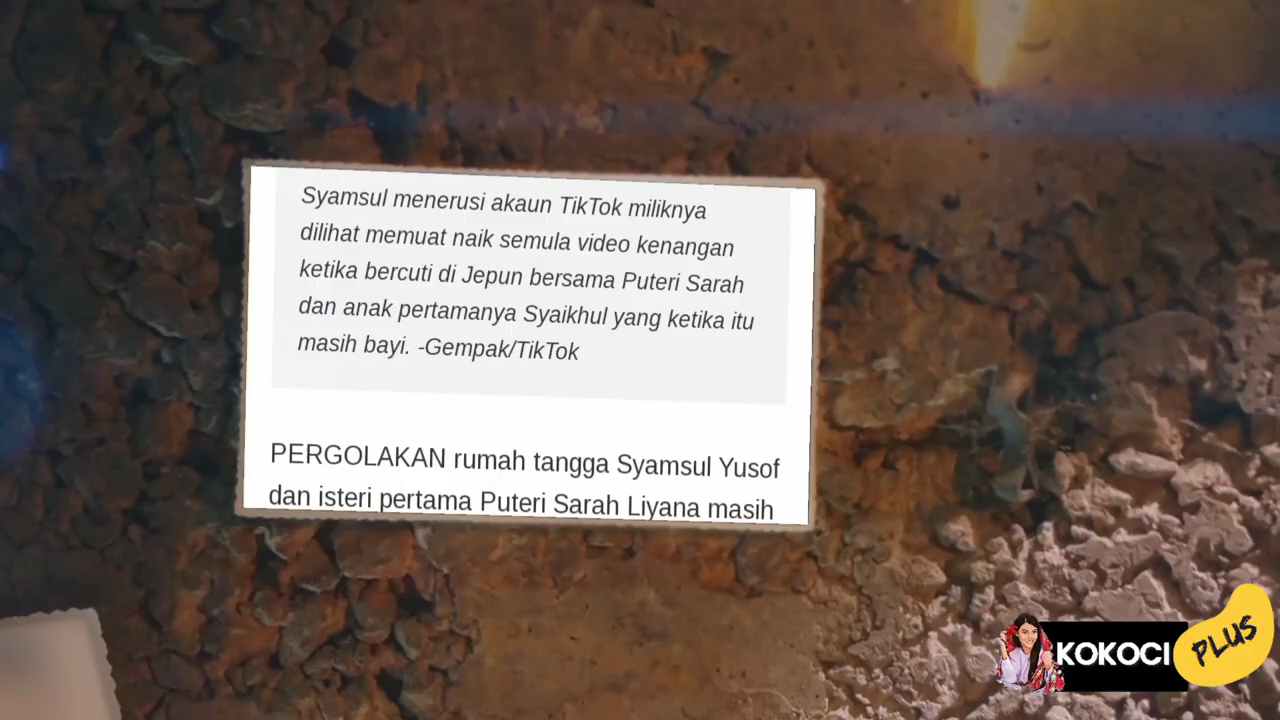 Syamsul menerusi akaun TikTok miliknya
dilihat memuat naik semula video kenangan
ketika bercuti di Jepun bersama Puteri Sarah
dan anak pertamanya Syaikhul yang ketika itu
masih bayi. -Gempak/TikTok
PERGOLAKAN rumah tangga Syamsul Yusof
dan isteri pertama Puteri Sarah Liyana masih
KOKOCI
PLUS